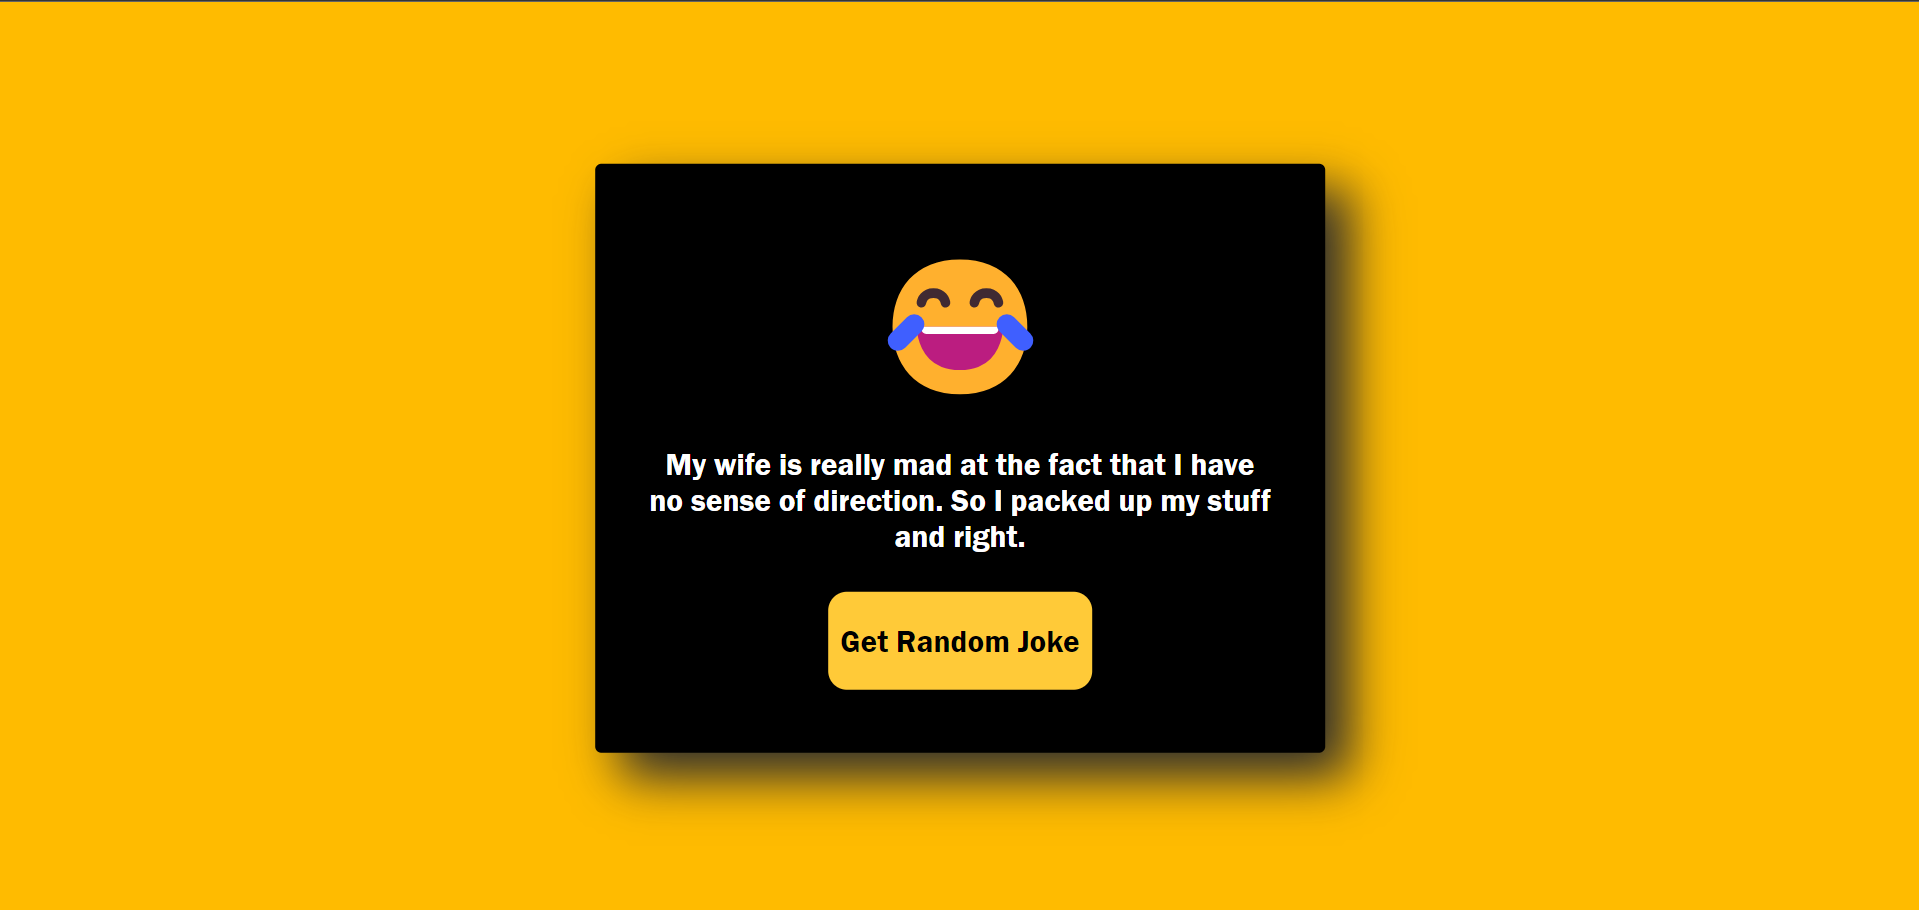 My wife is really mad at the fact that I have
no sense of direction. So I packed up my stuff
and right.
Get Random Joke